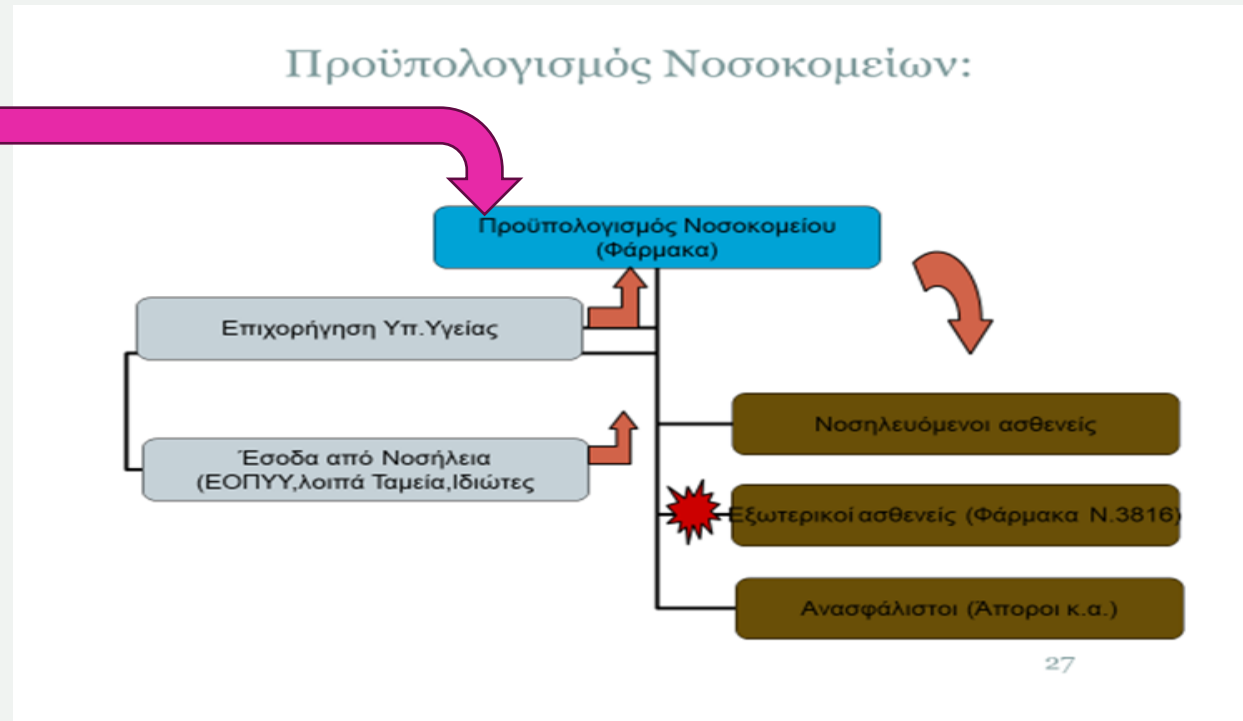 Προϋπολογισμός Νοσοκομείων:
Προϋπολογισμός Νοσοκομείου
(Φάρμακα)
Επιχορήγηση Υπ.Υγείας
Έσοδα από Νοσήλεια
(ΕΟΠΥΥ,λοιπά Ταμεία,Ιδιώτες
Νοσηλευόμενοι ασθενείς
Εξωτερικοί ασθενείς (Φάρμακα Ν.3816)
Ανασφάλιστοι (Άποροι κ.α.)
27